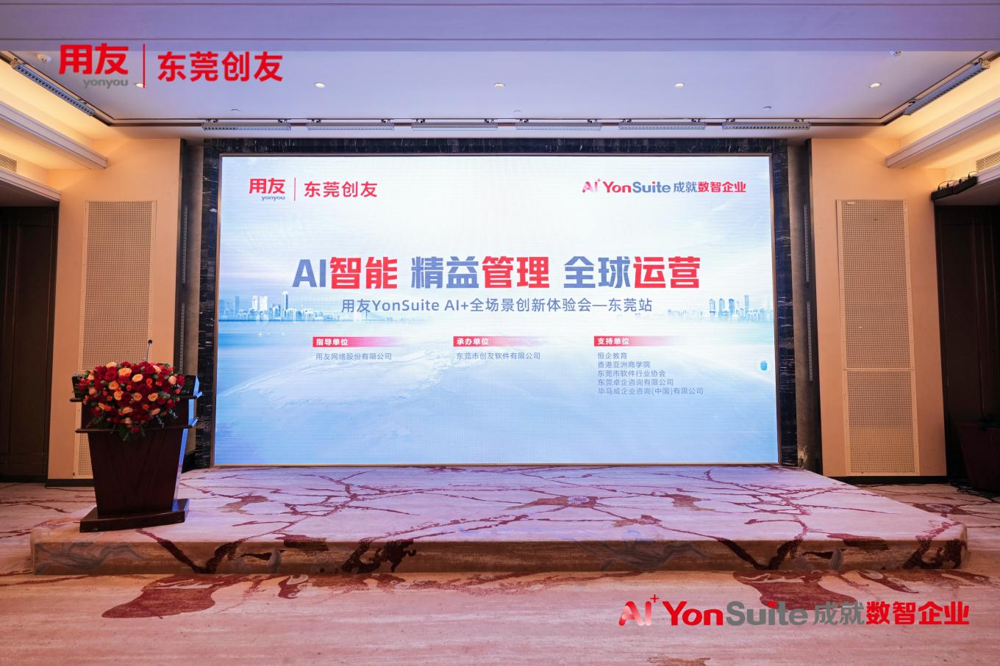 用友 | 东莞创友
yonyou
用友 | 东莞创友
yonyou
AI+ YonSuite 成就数智企业
AI智能 精益管理 全球运营
用友YonSuite AI+全场景创新体验会—东莞站
指导单位
用友网络股份有限公司
承办单位
东莞市创友软件有限公司
支持单位
恒企教育
香港亚洲商学院
东莞市软件行业协会
东莞卓企咨询有限公司
毕马威企业咨询(中国)有限公司
AI+ YonSuite 成就数智企业